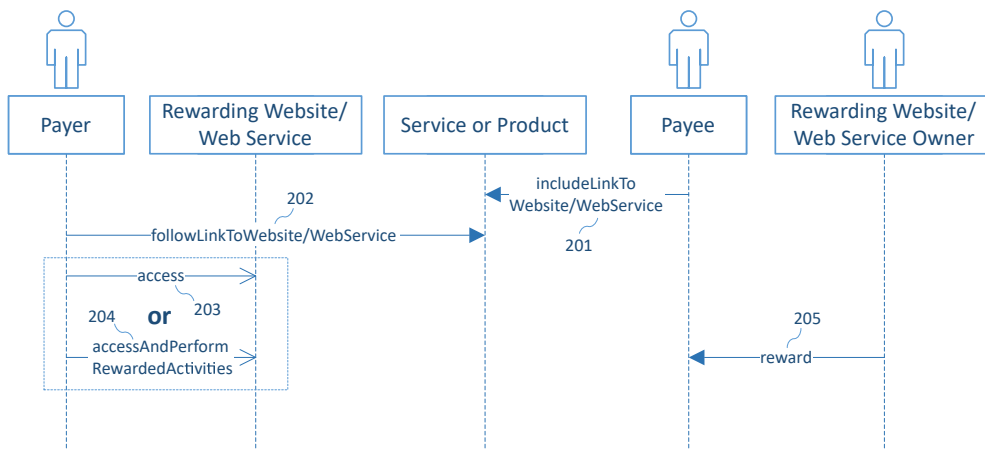 Payer
Rewarding Website/
Web Service
Service or Product
Payee
Rewarding Website/
Web Service Owner
includeLinkTo
Website/WebService
201
202
followLinkToWebsite/WebService
access
203
or
204
accessAndPerform
RewardedActivities
205
reward